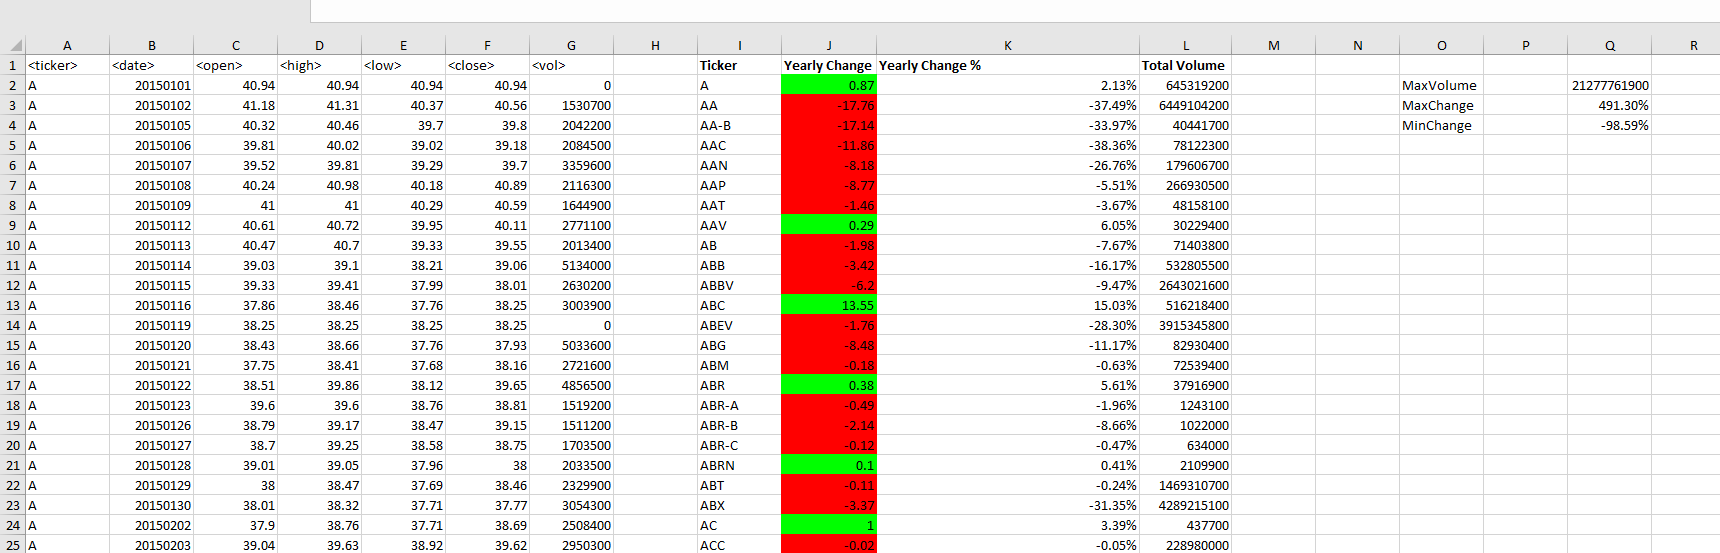 A B C D E F G H I J K L M N O P Q R
1 <ticker> <date> <open> <high> <low> <close> <vol> Ticker Yearly Change Yearly Change % Total Volume
2 A 20150101 40.94 40.94 40.94 40.94 0 A 0.87 2.13% 645319200 MaxVolume 21277761900
3 A 20150102 41.18 41.31 40.37 40.56 1530700 AA -17.76 -37.49% 6449104200 MaxChange 491.30%
4 A 20150105 40.32 40.46 39.7 39.8 2042200 AA-B -17.14 -33.97% 40441700 MinChange -98.59%
5 A 20150106 39.81 40.02 39.02 39.18 2084500 AAC -11.86 -38.36% 78122300
6 A 20150107 39.52 39.81 39.29 39.7 3359600 AAN -8.18 -26.76% 179606700
7 A 20150108 40.24 40.98 40.18 40.89 2116300 AAP -8.77 -5.51% 266930500
8 A 20150109 41 41 40.29 40.59 1644900 AAT -1.46 -3.67% 48158100
9 A 20150112 40.61 40.72 39.95 40.11 2771100 AAV 0.29 6.05% 30229400
10 A 20150113 40.47 40.7 39.33 39.55 2013400 AB -1.98 -7.67% 71403800
11 A 20150114 39.03 39.1 38.21 39.06 5134000 ABB -3.42 -16.17% 532805500
12 A 20150115 39.33 39.41 37.99 38.01 2630200 ABBV -6.2 -9.47% 2643021600
13 A 20150116 37.86 38.46 37.76 38.25 3003900 ABC 13.55 15.03% 516218400
14 A 20150119 38.25 38.25 38.25 38.25 0 ABEV -1.76 -28.30% 3915345800
15 A 20150120 38.43 38.66 37.76 37.93 5033600 ABG -8.48 -11.17% 82930400
16 A 20150121 37.75 38.41 37.68 38.16 2721600 ABM -0.18 -0.63% 72539400
17 A 20150122 38.51 39.86 38.12 39.65 4856500 ABR 0.38 5.61% 37916900
18 A 20150123 39.6 39.6 38.76 38.81 1519200 ABR-A -0.49 -1.96% 1243100
19 A 20150126 38.79 39.17 38.47 39.15 1511200 ABR-B -2.14 -8.66% 1022000
20 A 20150127 38.7 39.25 38.58 38.75 1703500 ABR-C -0.12 -0.47% 634000
21 A 20150128 39.01 39.05 37.96 38 2033500 ABRN 0.1 0.41% 2109900
22 A 20150129 38 38.47 37.69 38.46 2329900 ABT -0.11 -0.24% 1469310700
23 A 20150130 38.01 38.32 37.71 37.77 3054300 ABX -3.37 -31.35% 4289215100
24 A 20150202 37.9 38.76 37.71 38.69 2508400 AC 1 3.39% 437700
25 A 20150203 39.04 39.63 38.92 39.62 2950300 ACC -0.02 -0.05% 228980000